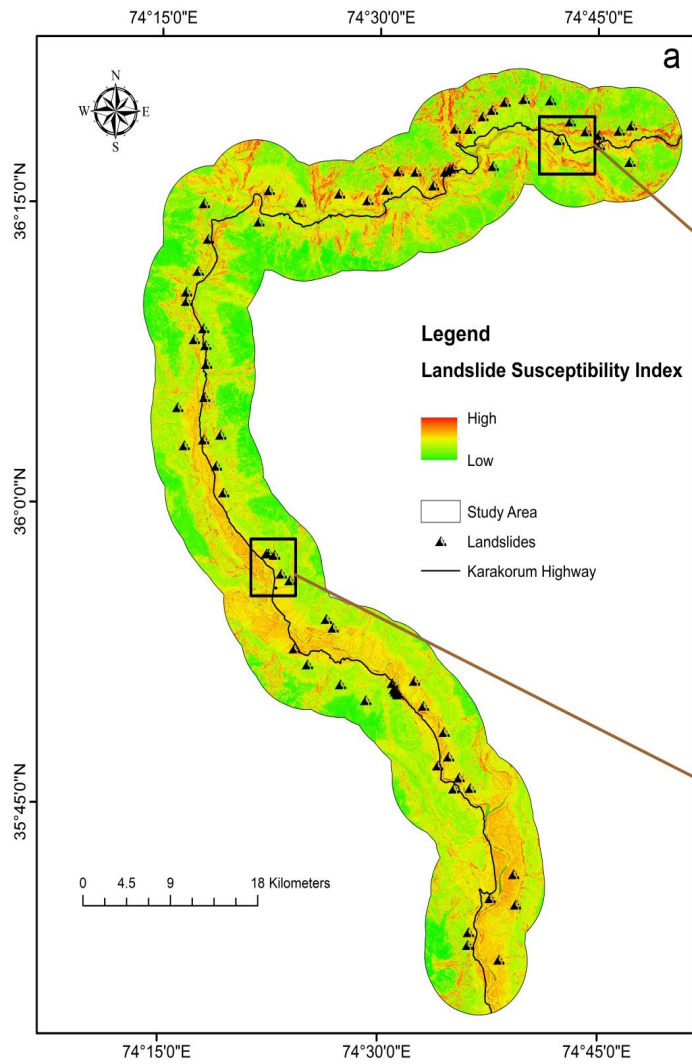 74°15'0"E 74°30'0"E 74°45'0"E
a
N
W E
S
36°15'0"N
Legend
Landslide Susceptibility Index
High
Low
36°0'0"N
Study Area
Landslides
Karakorum Highway
35°45'0"N
0 4.5 9 18 Kilometers
74°15'0"E 74°30'0"E 74°45'0"E